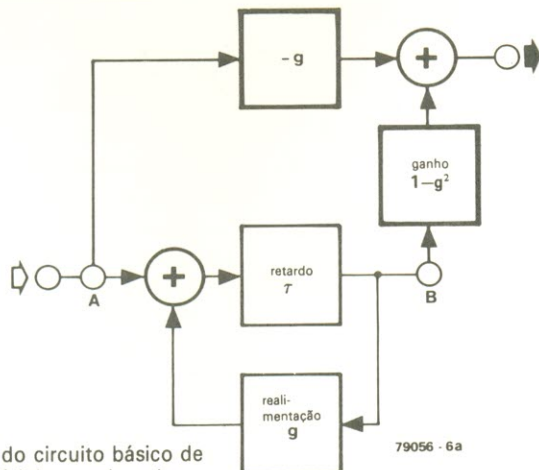 - g
+
ganho
1-g²
+
retardo
τ
A
B
reali-
mentação
g
79056 - 6a
do circuito básico de